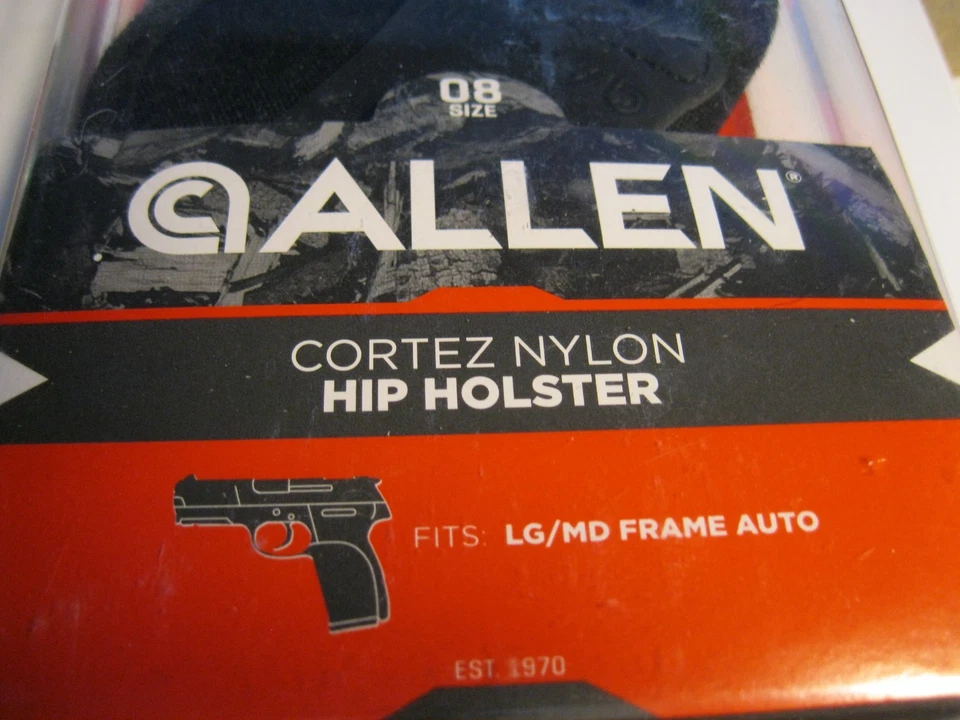 08
SIZE
ALLEN®
CORTEZ NYLON
HIP HOLSTER
FITS: LG/MD FRAME AUTO
EST. 1970